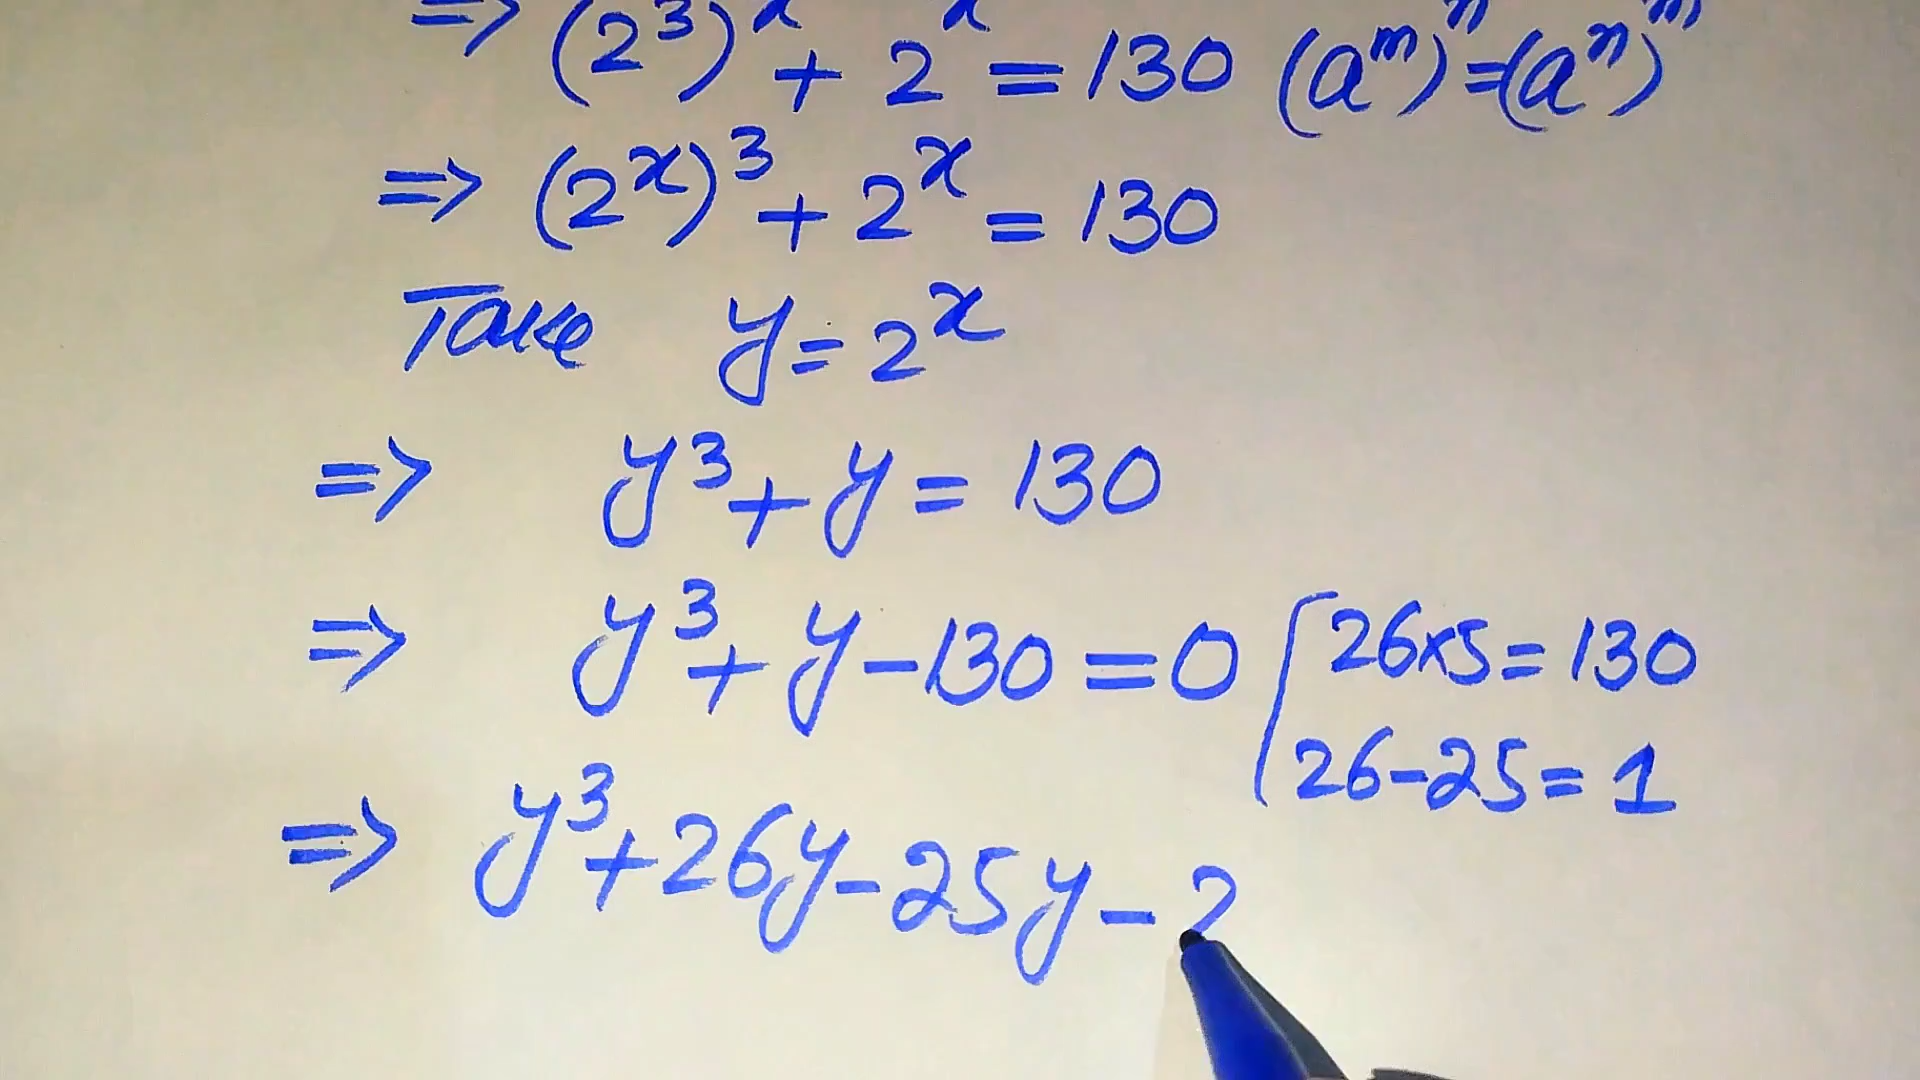 => (2³)ˣ + 2ˣ = 130 (aᵐ)ⁿ = (aⁿ)ᵐ
=> (2ˣ)³ + 2ˣ = 130
Take y = 2ˣ
=> y³ + y = 130
=> y³ + y - 130 = 0 26×5 = 130
26 - 25 = 1
=> y³ + 26y - 25y - 2